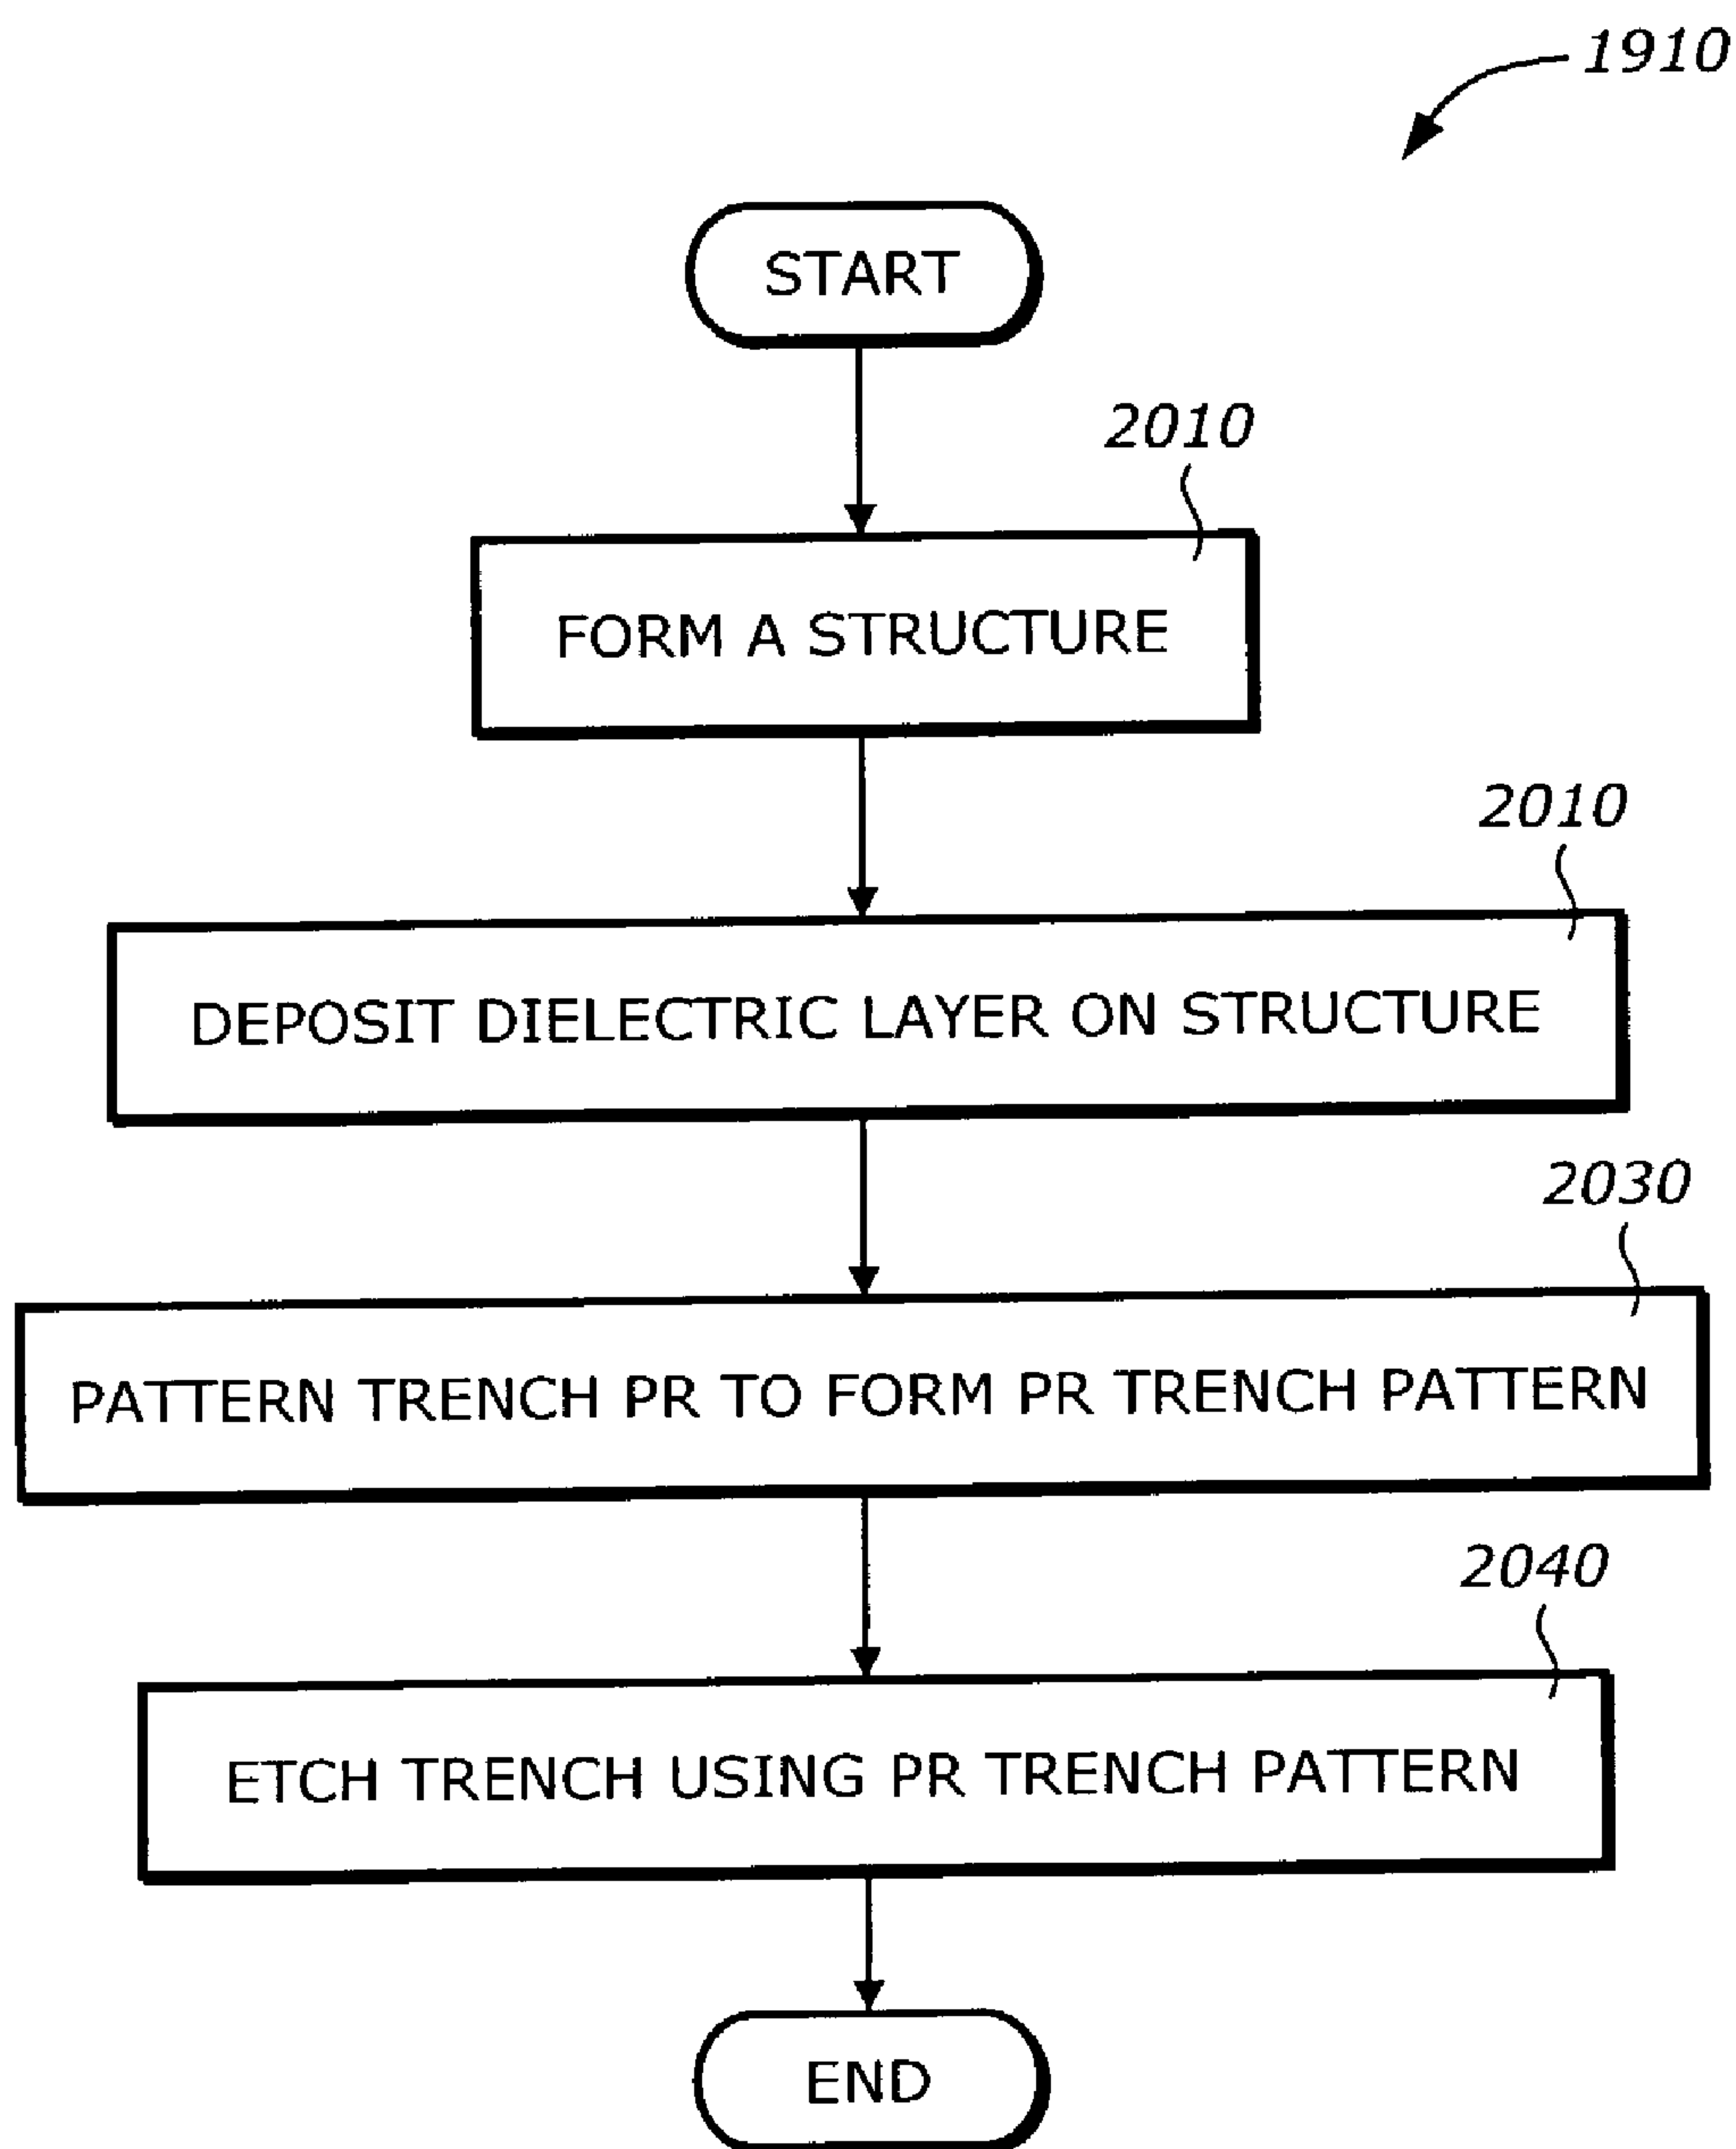 1910
START
2010
FORM A STRUCTURE
2010
DEPOSIT DIELECTRIC LAYER ON STRUCTURE
2030
PATTERN TRENCH PR TO FORM PR TRENCH PATTERN
2040
ETCH TRENCH USING PR TRENCH PATTERN
END